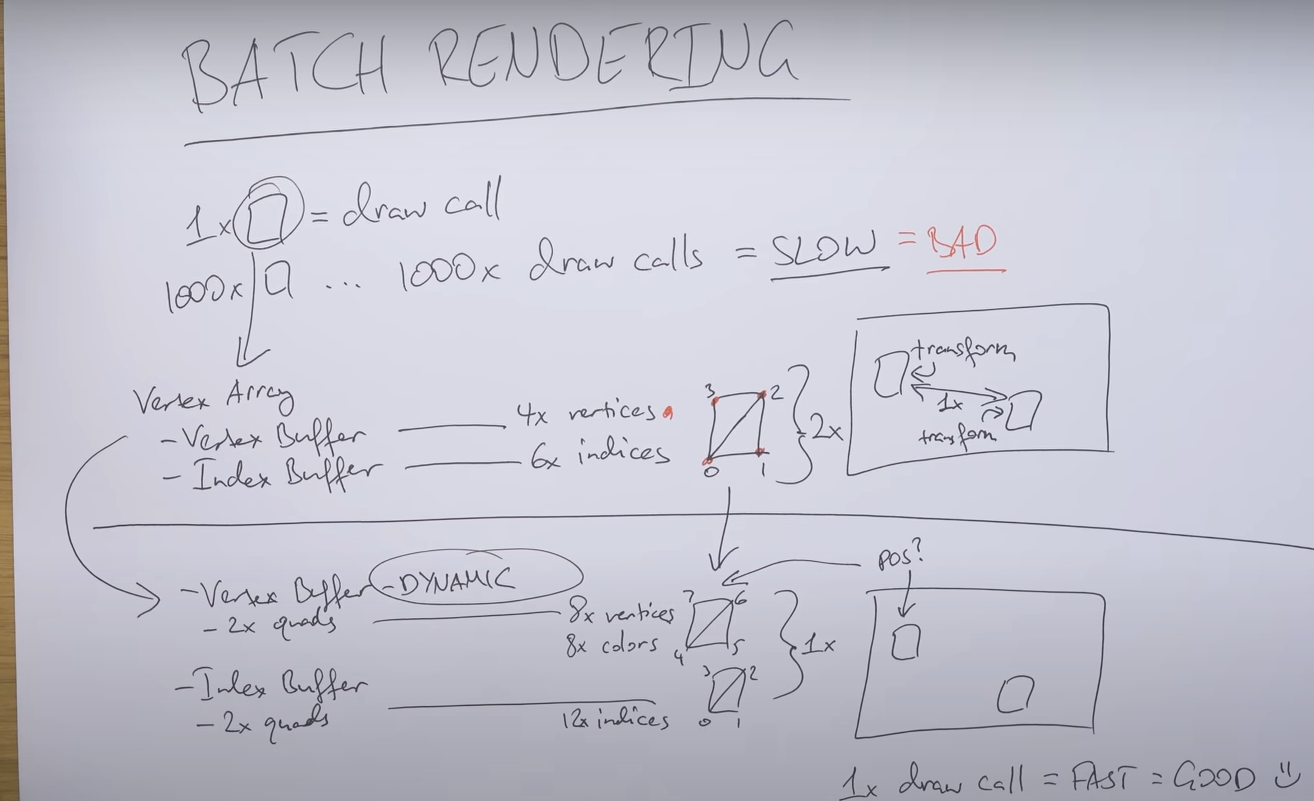 BATCH RENDERING
1x = draw call
1000x ... 1000x draw calls = SLOW = BAD
Vertex Array
- Vertex Buffer
4x vertices
- Index Buffer
6x indices
3 2
0 1
2x
transform
1x
transform
- Vertex Buffer - DYNAMIC
- 2x quads
8x vertices
8x colors
7 6
4 5
3 2
0 1
1x
pos?
- Index Buffer
- 2x quads
12x indices
1x draw call = FAST = GOOD